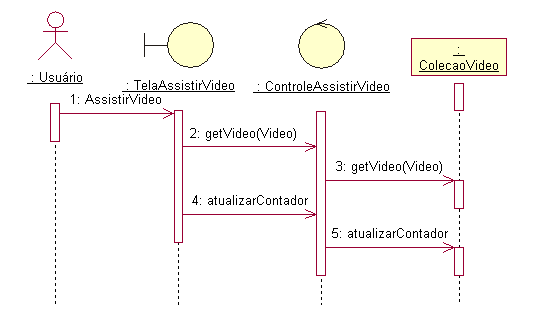 : Usuário
: TelaAssistirVideo
: ControleAssistirVideo
:
ColecaoVideo
1: AssistirVideo
2: getVideo(Video)
3: getVideo(Video)
4: atualizarContador
5: atualizarContador